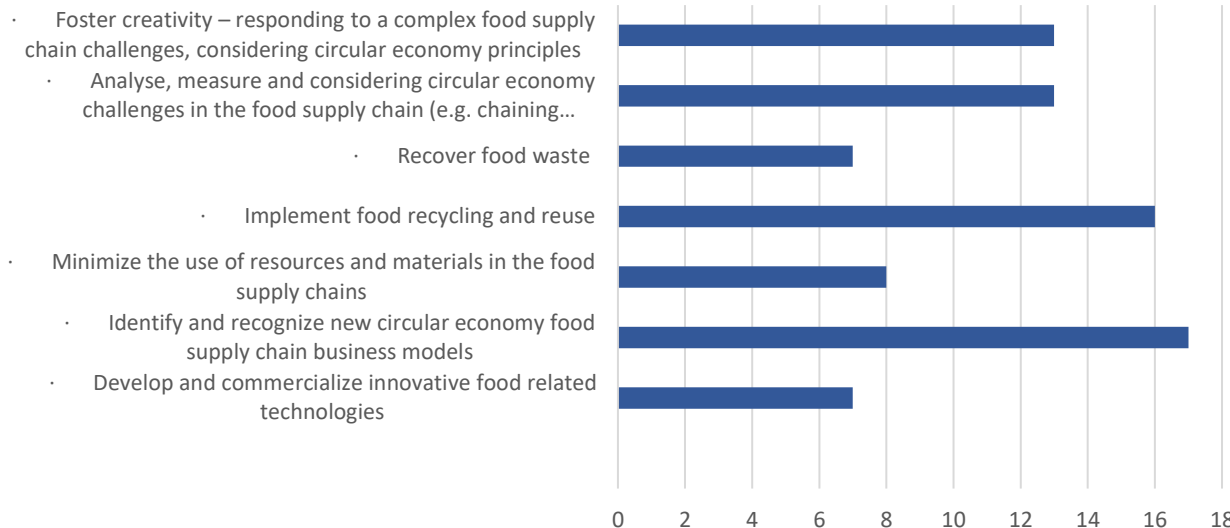 · Foster creativity – responding to a complex food supply
chain challenges, considering circular economy principles
· Analyse, measure and considering circular economy
challenges in the food supply chain (e.g. chaining…
· Recover food waste
· Implement food recycling and reuse
· Minimize the use of resources and materials in the food
supply chains
· Identify and recognize new circular economy food
supply chain business models
· Develop and commercialize innovative food related
technologies
0 2 4 6 8 10 12 14 16 18